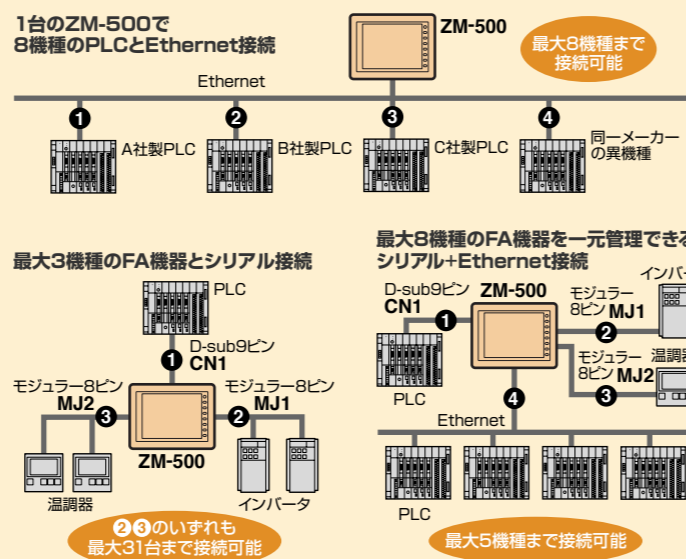 1台のZM-500で
8機種のPLCとEthernet接続
ZM-500
最大8機種まで
接続可能
Ethernet
1
2
3
4
A社製PLC
B社製PLC
C社製PLC
同一メーカー
の異機種
最大3機種のFA機器とシリアル接続
PLC
D-sub9ピン
1 CN1
モジュラー8ピン
MJ2
3
モジュラー8ピン
2 MJ1
ZM-500
温調器
インバータ
23のいずれも
最大31台まで接続可能
最大8機種のFA機器を一元管理できる
シリアル+Ethernet接続
D-sub9ピン
CN1
1
ZM-500
モジュラー
8ピン MJ1
2
インバー
モジュラー
8ピン MJ2
3
温調器
PLC
4
Ethernet
PLC
最大5機種まで接続可能